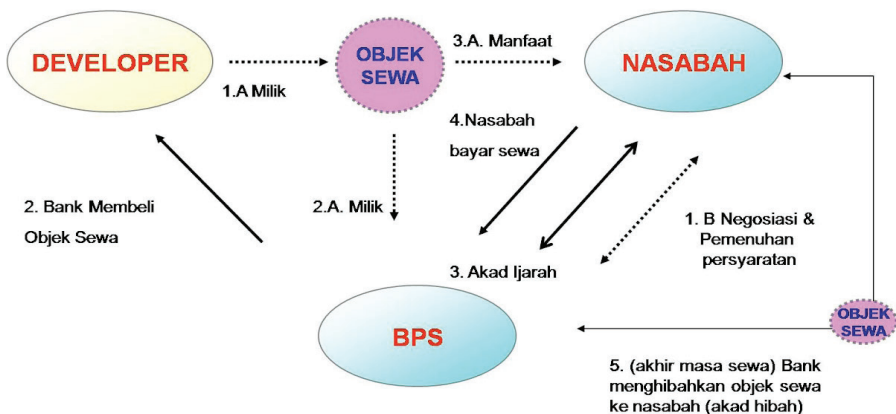 DEVELOPER
1.A Milik
OBJEK
SEWA
3.A. Manfaat
NASABAH
4.Nasabah
bayar sewa
2. Bank Membeli
Objek Sewa
2.A. Milik
1. B Negosiasi &
Pemenuhan
persyaratan
3. Akad Ijarah
BPS
OBJEK
SEWA
5. (akhir masa sewa) Bank
menghibahkan objek sewa
ke nasabah (akad hibah)